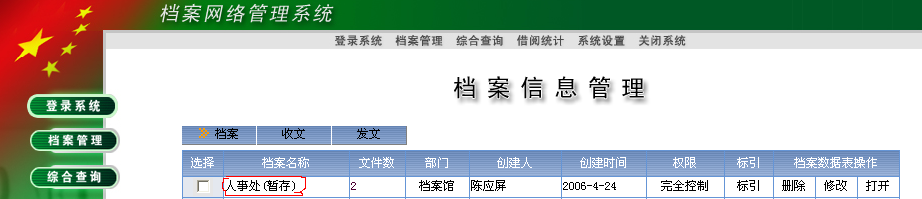 档案网络管理系统
登录系统 档案管理 综合查询 借阅统计 系统设置 关闭系统
档案信息管理
登录系统
档案管理
综合查询
档案 收文 发文
选择 档案名称 文件数 部门 创建人 创建时间 权限 标引 档案数据表操作
人事处(暂存) 2 档案馆 陈应屏 2006-4-24 完全控制 标引 删除 修改 打开